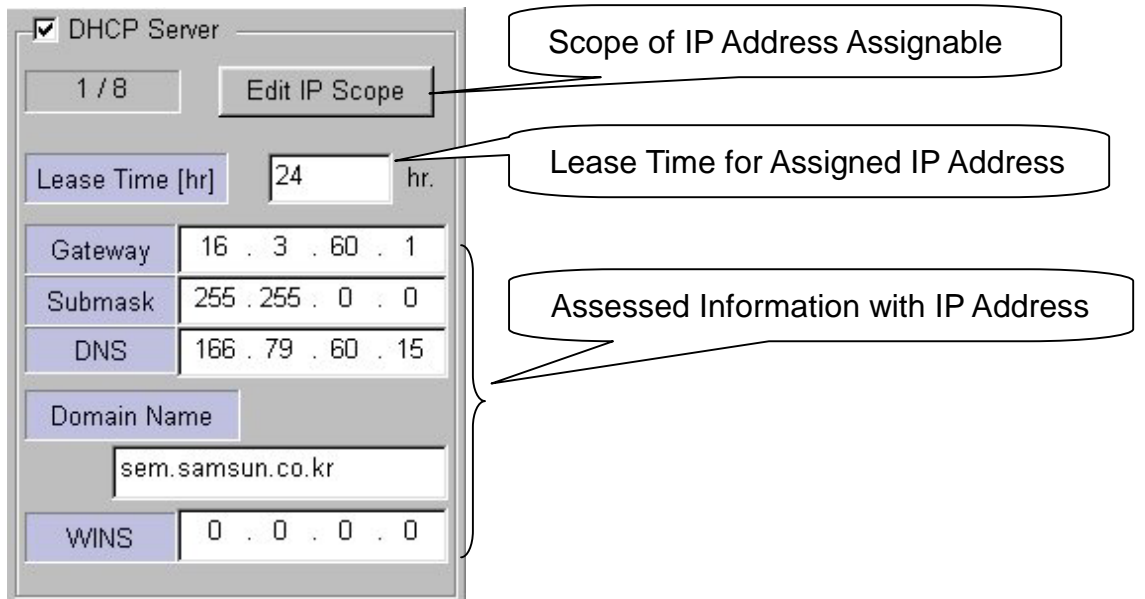 DHCP Server
1 / 8
Edit IP Scope
Scope of IP Address Assignable
Lease Time [hr]
24
hr.
Lease Time for Assigned IP Address
Gateway
16 . 3 . 60 . 1
Submask
255 . 255 . 0 . 0
DNS
166 . 79 . 60 . 15
Assessed Information with IP Address
Domain Name
sem.samsun.co.kr
WINS
0 . 0 . 0 . 0